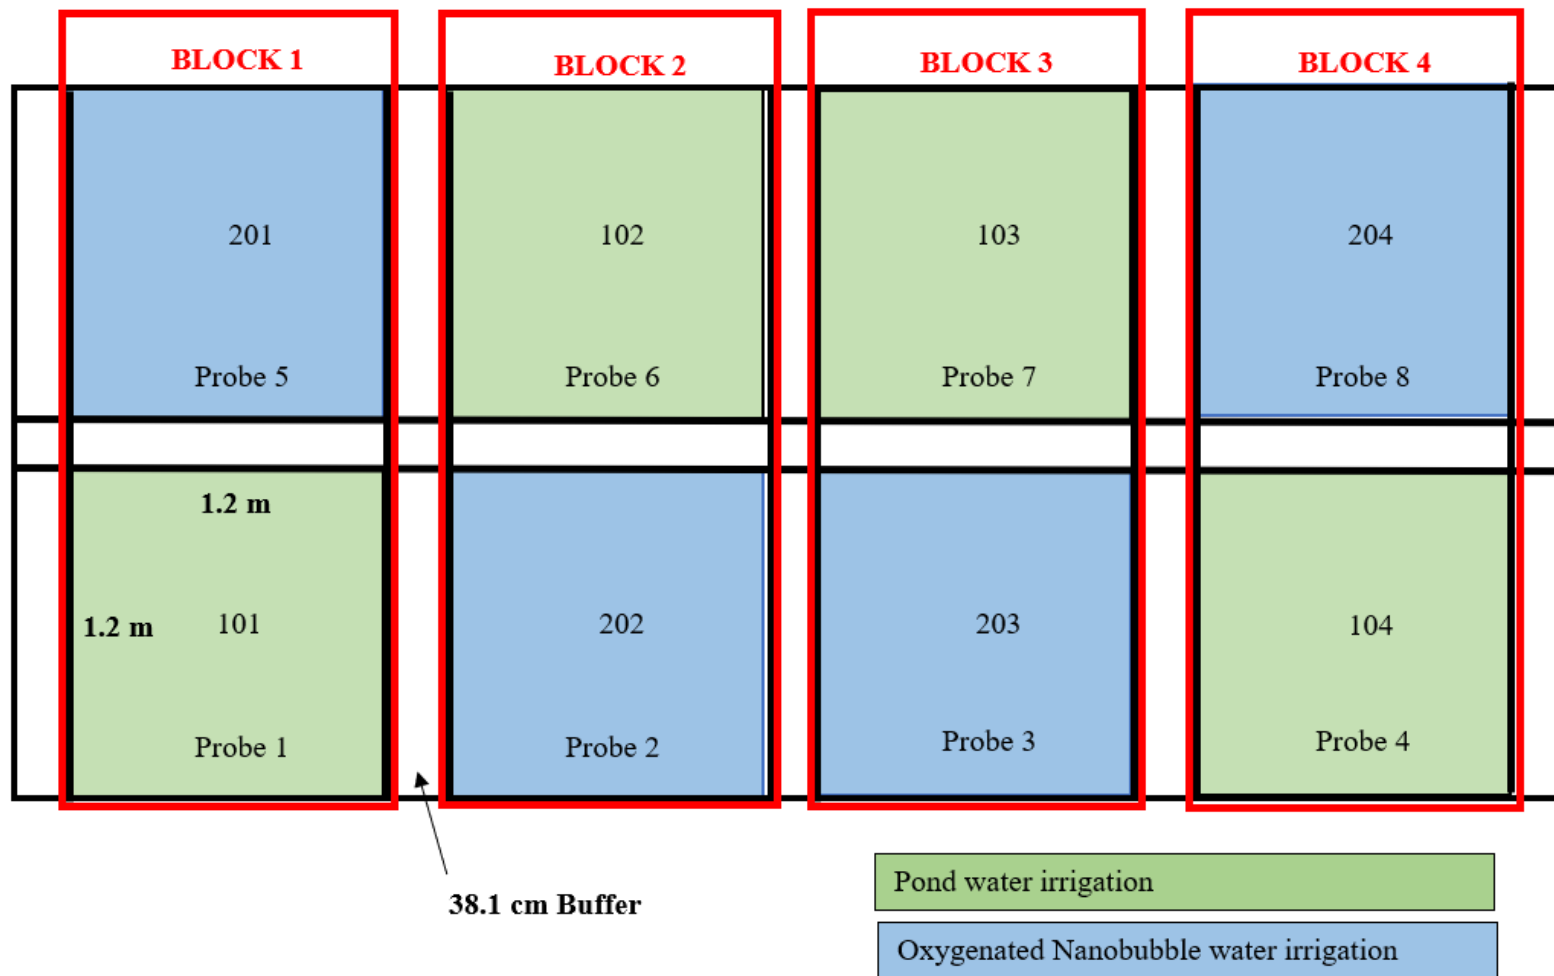 BLOCK 1
BLOCK 2
BLOCK 3
BLOCK 4
201
102
103
204
Probe 5
Probe 6
Probe 7
Probe 8
1.2 m
1.2 m
101
202
203
104
Probe 1
Probe 2
Probe 3
Probe 4
38.1 cm Buffer
Pond water irrigation
Oxygenated Nanobubble water irrigation